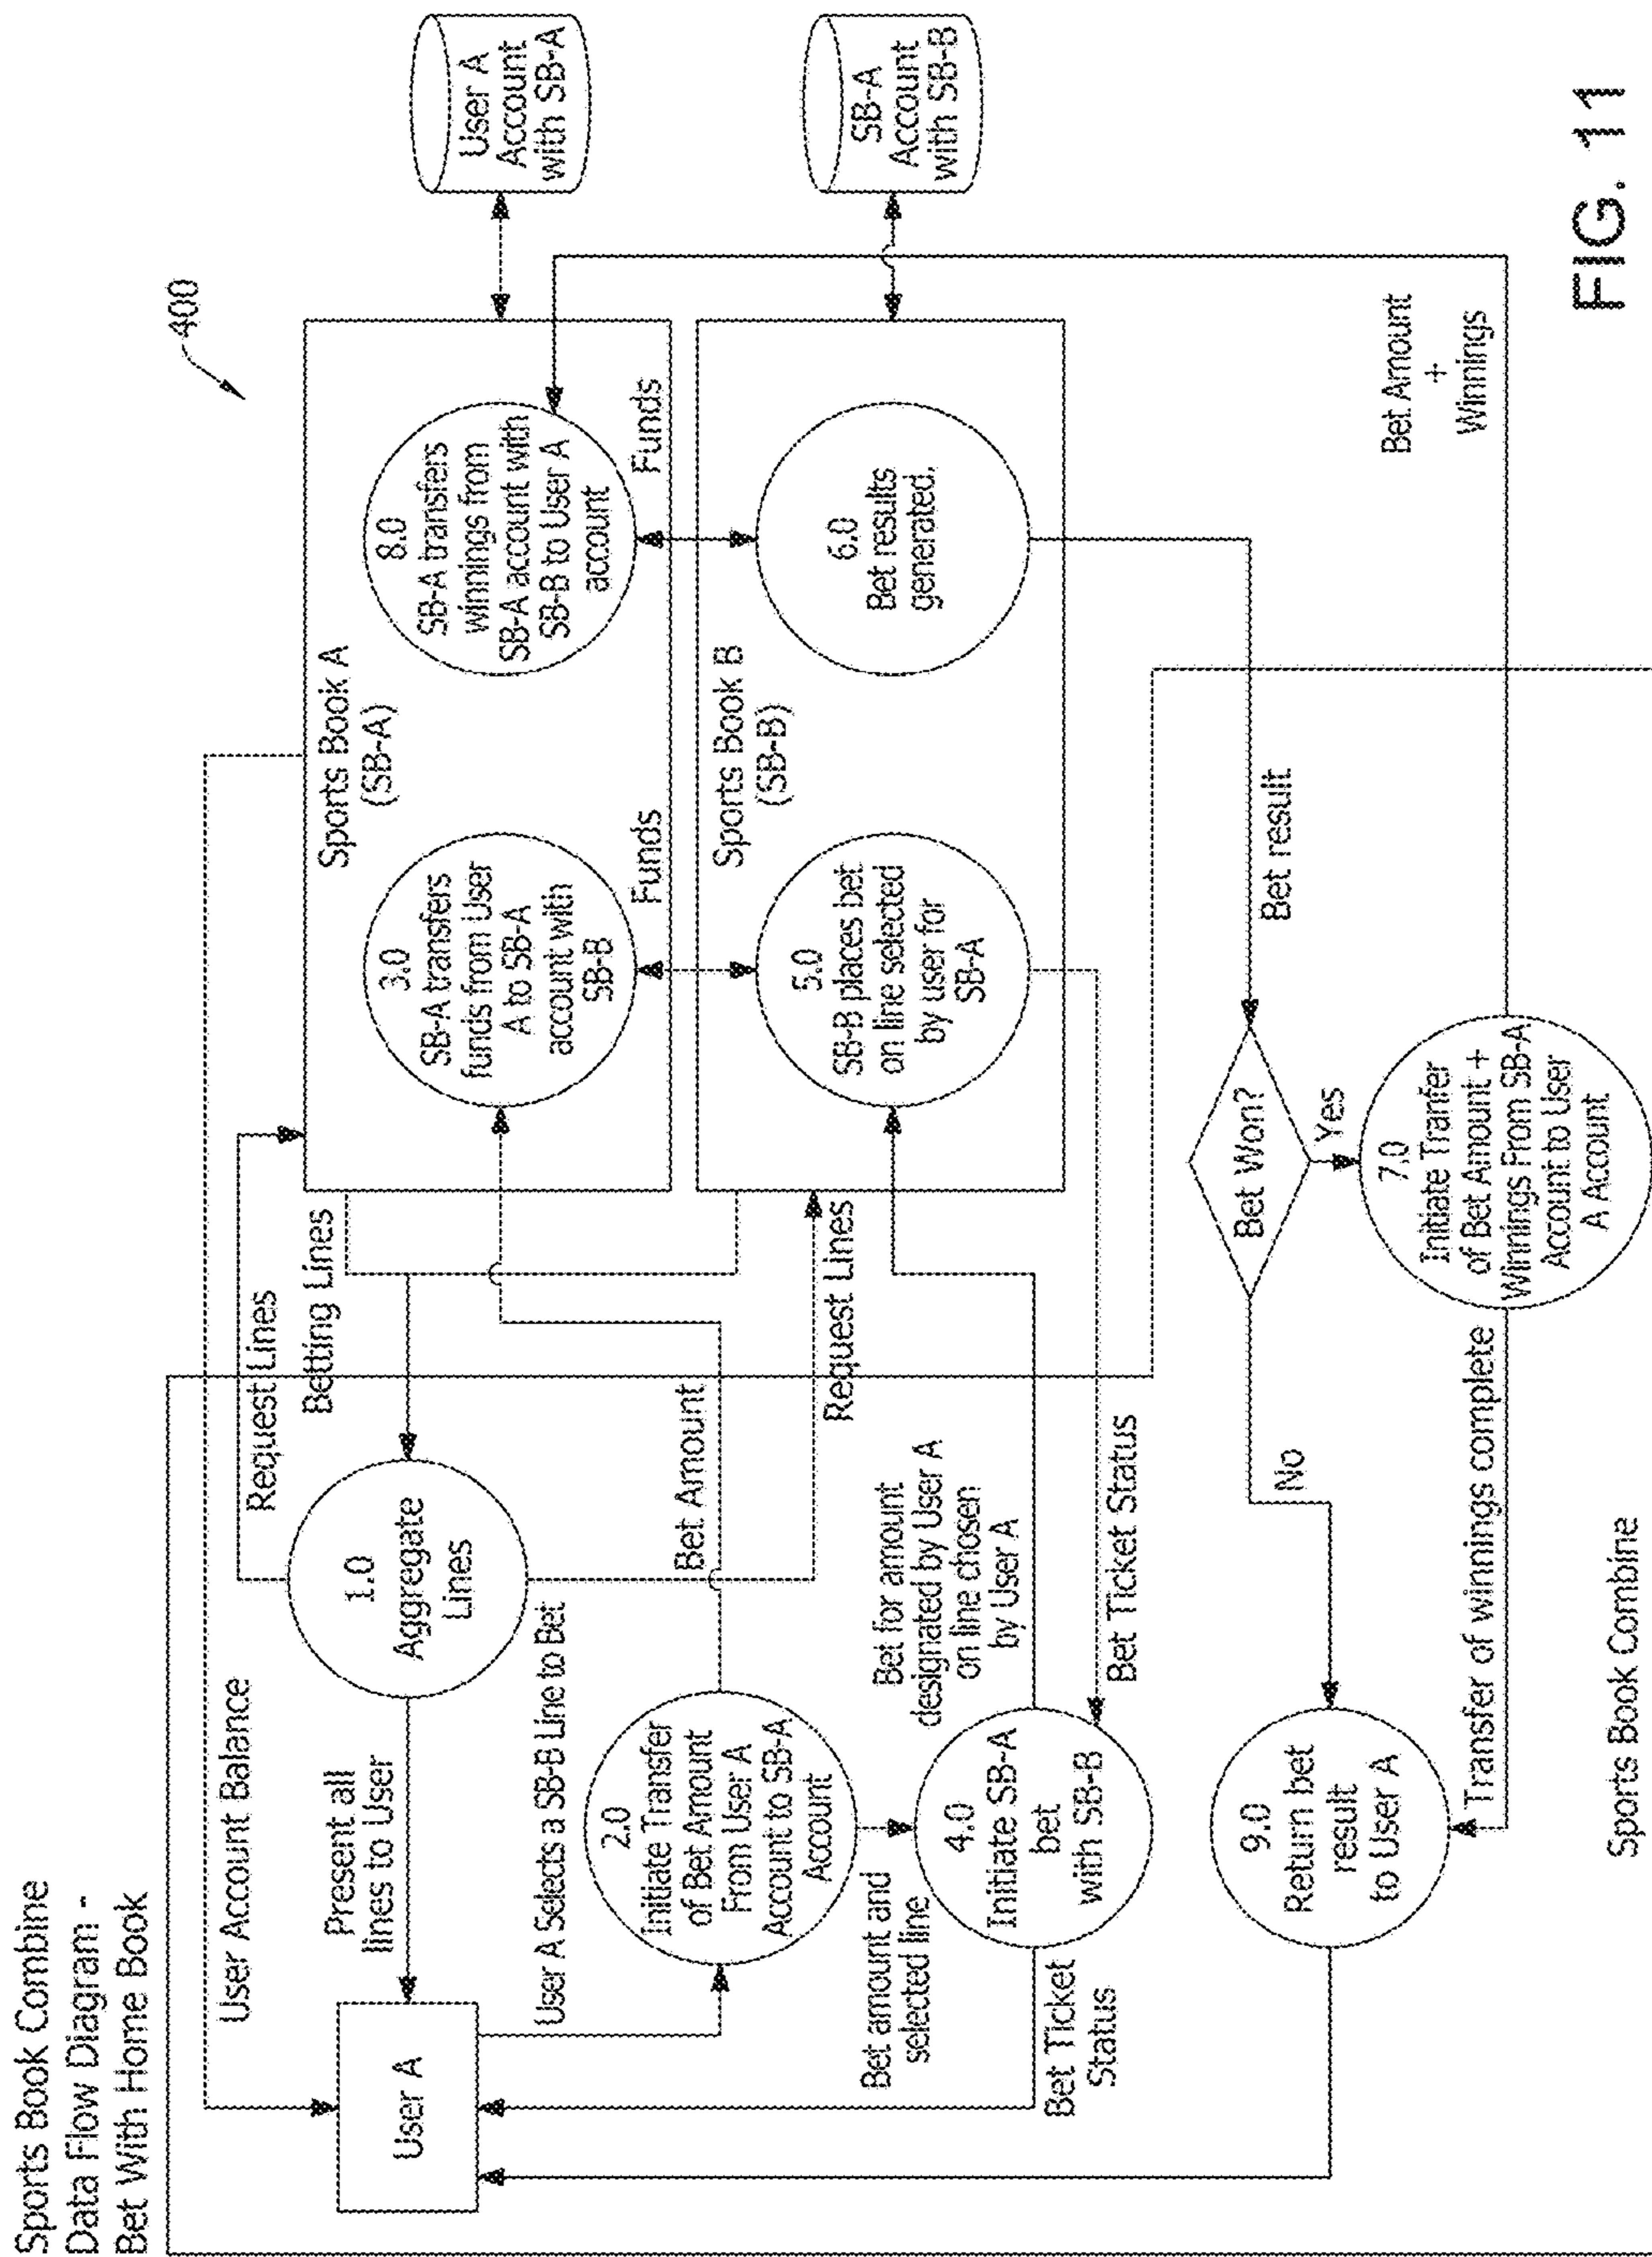 Sports Book Combine
Data Flow Diagram -
Bet With Home Book
400
User Account Balance
Request Lines
Betting Lines
Present all
lines to User
1.0
Aggregate
Lines
User A
User A Selects a SB-B Line to Bet
Bet Amount
Request Lines
2.0
Initiate Transfer
of Bet Amount
From User A
Account to SB-A
Account
Bet amount and
selected line
Bet for amount
designated by User A
on line chosen
by User A
4.0
Initiate SB-A
bet
with SB-B
Bet Ticket
Status
Bet Ticket Status
Sports Book A
(SB-A)
3.0
SB-A transfers
funds from User
A to SB-A
account with
SB-B
8.0
SB-A transfers
winnings from
SB-A account with
SB-B to User A
account
Funds
Funds
User A
Account
with SB-A
Sports Book B
(SB-B)
5.0
SB-B places bet
on line selected
by user for
SB-A
6.0
Bet results
generated.
SB-A
Account
with SB-B
Bet result
Bet Won?
No
Yes
7.0
Initiate Tranfer
of Bet Amount +
Winnings From SB-A
Account to User
A Account
Bet Amount
+
Winnings
9.0
Return bet
result
to User A
Transfer of winnings complete
Sports Book Combine
FIG. 11